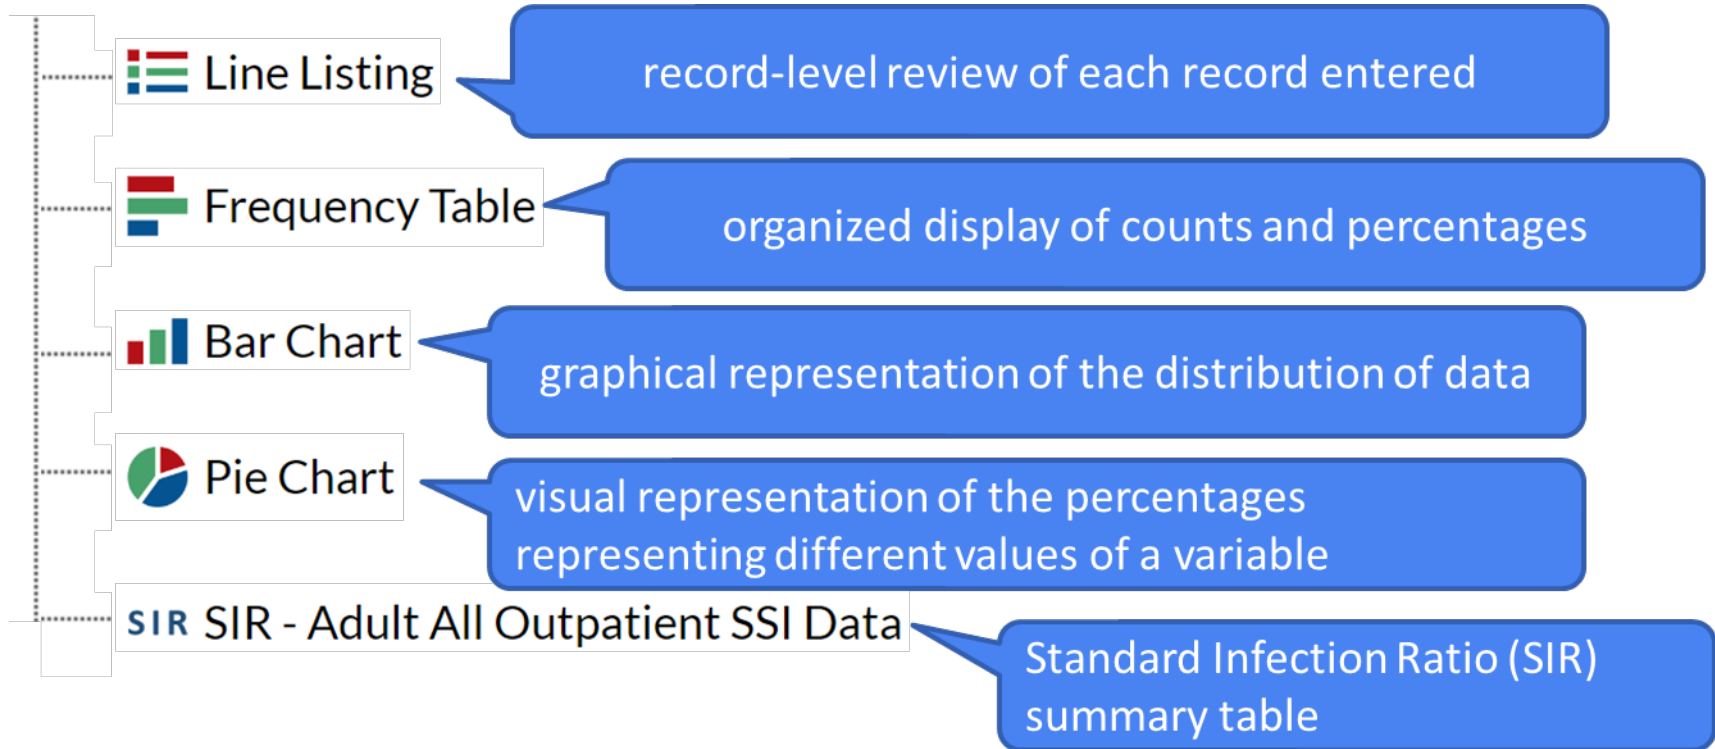 Line Listing
record-level review of each record entered
Frequency Table
organized display of counts and percentages
Bar Chart
graphical representation of the distribution of data
Pie Chart
visual representation of the percentages
representing different values of a variable
SIR SIR - Adult All Outpatient SSI Data
Standard Infection Ratio (SIR)
summary table